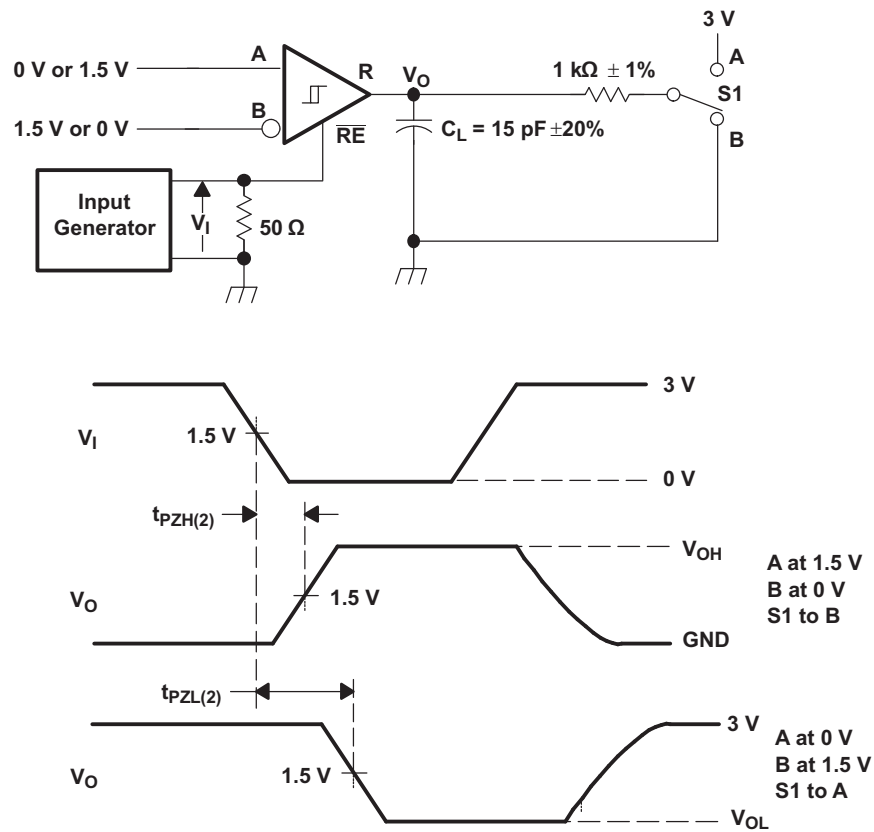 3 V
A
0 V or 1.5 V
A
R
V_O
1 kΩ ± 1%
S1
B
1.5 V or 0 V
R̅E̅
C_L = 15 pF ±20%
B
Input
Generator
V_I
50 Ω
3 V
V_I
1.5 V
0 V
t_PZH(2)
V_OH
A at 1.5 V
B at 0 V
S1 to B
V_O
1.5 V
GND
t_PZL(2)
3 V
A at 0 V
B at 1.5 V
S1 to A
V_O
1.5 V
V_OL